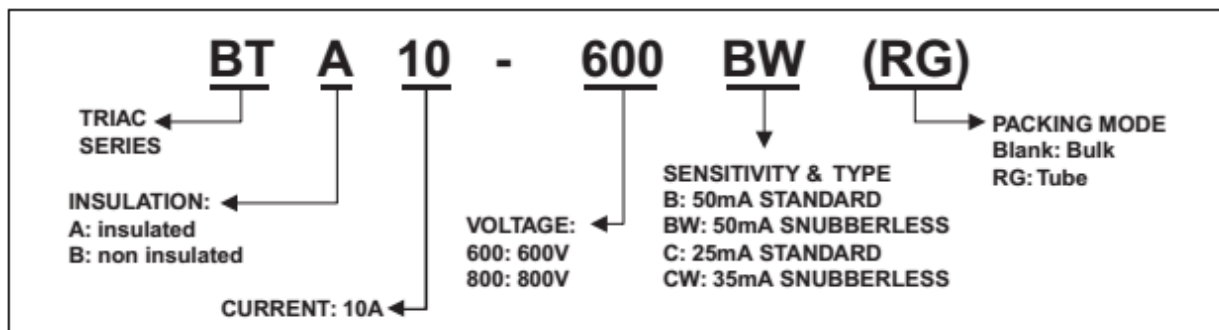 BT A 10 - 600 BW (RG)
TRIAC
SERIES
INSULATION:
A: insulated
B: non insulated
CURRENT: 10A
VOLTAGE:
600: 600V
800: 800V
SENSITIVITY & TYPE
B: 50mA STANDARD
BW: 50mA SNUBBERLESS
C: 25mA STANDARD
CW: 35mA SNUBBERLESS
PACKING MODE
Blank: Bulk
RG: Tube